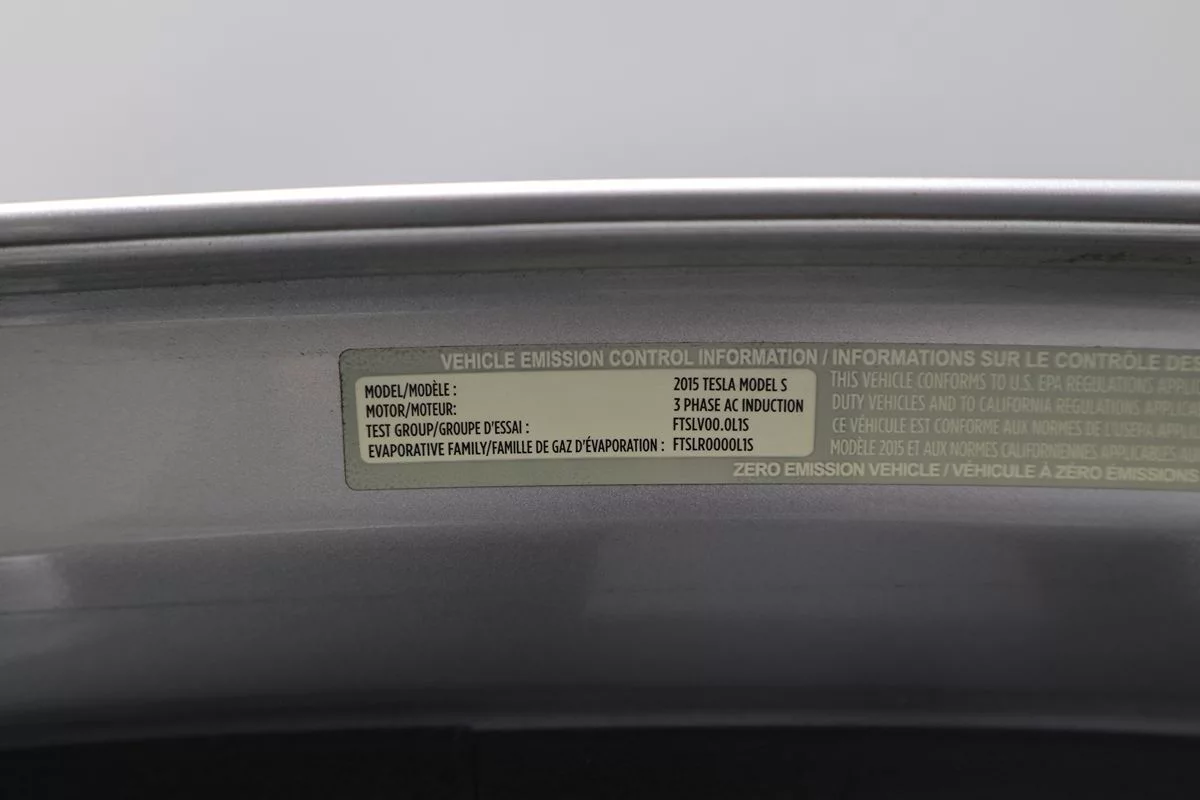 VEHICLE EMISSION CONTROL INFORMATION / INFORMATIONS SUR LE CONTRÔLE DES
MODEL/MODÈLE : 2015 TESLA MODEL S
MOTOR/MOTEUR: 3 PHASE AC INDUCTION
TEST GROUP/GROUPE D'ESSAI : FTSLV00.0L1S
EVAPORATIVE FAMILY/FAMILLE DE GAZ D'ÉVAPORATION : FTSLR0000L1S
THIS VEHICLE CONFORMS TO U.S. EPA REGULATIONS
DUTY VEHICLES AND TO CALIFORNIA REGULATIONS
CE VÉHICULE EST CONFORME AUX NORMES DE L'USEPA
MODÈLE 2015 ET AUX NORMES CALIFORNIENNES APPLICABLES
ZERO EMISSION VEHICLE / VÉHICULE À ZÉRO ÉMISSIONS